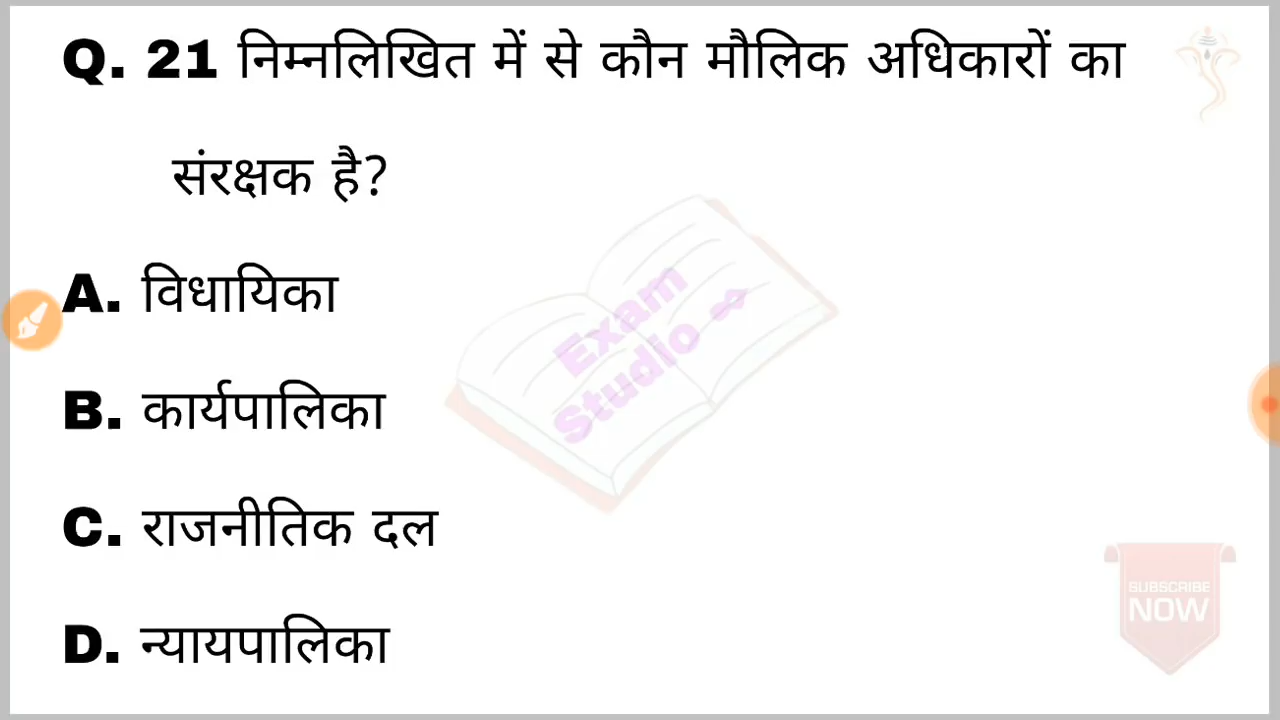 Q. 21 निम्नलिखित में से कौन मौलिक अधिकारों का
संरक्षक है?
A. विधायिका
B. कार्यपालिका
C. राजनीतिक दल
D. न्यायपालिका
Exam
Studio
SUBSCRIBE
NOW